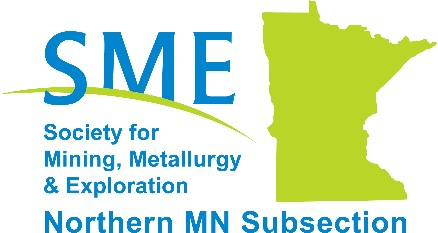 SME
Society for
Mining, Metallurgy
& Exploration
Northern MN Subsection